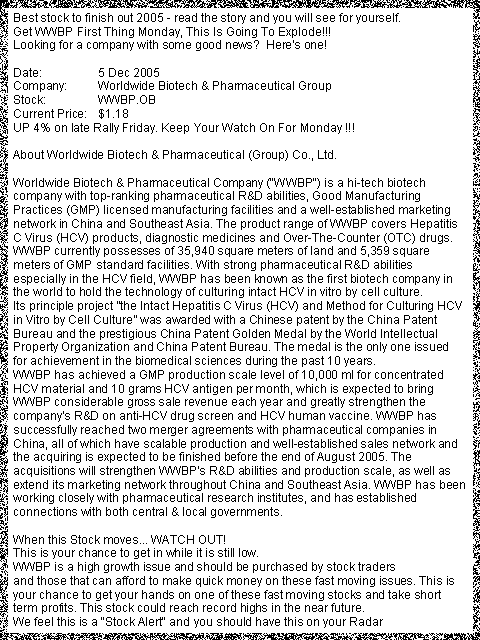 Best stock to finish out 2005 - read the story and you will see for yourself.
Get WWBP First Thing Monday, This Is Going To Explode!!!
Looking for a company with some good news?  Here's one!
Date: 5 Dec 2005
Company: Worldwide Biotech & Pharmaceutical Group
Stock: WWBP.OB
Current Price: $1.18
UP 4% on late Rally Friday. Keep Your Watch On For Monday !!!
About Worldwide Biotech & Pharmaceutical (Group) Co., Ltd.
Worldwide Biotech & Pharmaceutical Company ("WWBP") is a hi-tech biotech
company with top-ranking pharmaceutical R&D abilities, Good Manufacturing
Practices (GMP) licensed manufacturing facilities and a well-established marketing
network in China and Southeast Asia. The product range of WWBP covers Hepatitis
C Virus (HCV) products, diagnostic medicines and Over-The-Counter (OTC) drugs.
WWBP currently possesses of 35,940 square meters of land and 5,359 square
meters of GMP standard facilities. With strong pharmaceutical R&D abilities
especially in the HCV field, WWBP has been known as the first biotech company in
the world to hold the technology of culturing intact HCV in vitro by cell culture.
Its principle project "the Intact Hepatitis C Virus (HCV) and Method for Culturing HCV
in Vitro by Cell Culture" was awarded with a Chinese patent by the China Patent
Bureau and the prestigious China Patent Golden Medal by the World Intellectual
Property Organization and China Patent Bureau. The medal is the only one issued
for achievement in the biomedical sciences during the past 10 years.
WWBP has achieved a GMP production scale level of 10,000 ml for concentrated
HCV material and 10 grams HCV antigen per month, which is expected to bring
WWBP considerable gross sale revenue each year and greatly strengthen the
company's R&D on anti-HCV drug screen and HCV human vaccine. WWBP has
successfully reached two merger agreements with pharmaceutical companies in
China, all of which have scalable production and well-established sales network and
the acquiring is expected to be finished before the end of August 2005. The
acquisitions will strengthen WWBP's R&D abilities and production scale, as well as
extend its marketing network throughout China and Southeast Asia. WWBP has been
working closely with pharmaceutical research institutes, and has established
connections with both central & local governments.
When this Stock moves... WATCH OUT!
This is your chance to get in while it is still low.
WWBP is a high growth issue and should be purchased by stock traders
and those that can afford to make quick money on these fast moving issues. This is
your chance to get your hands on one of these fast moving stocks and take short
term profits. This stock could reach record highs in the near future.
We feel this is a "Stock Alert" and you should have this on your Radar